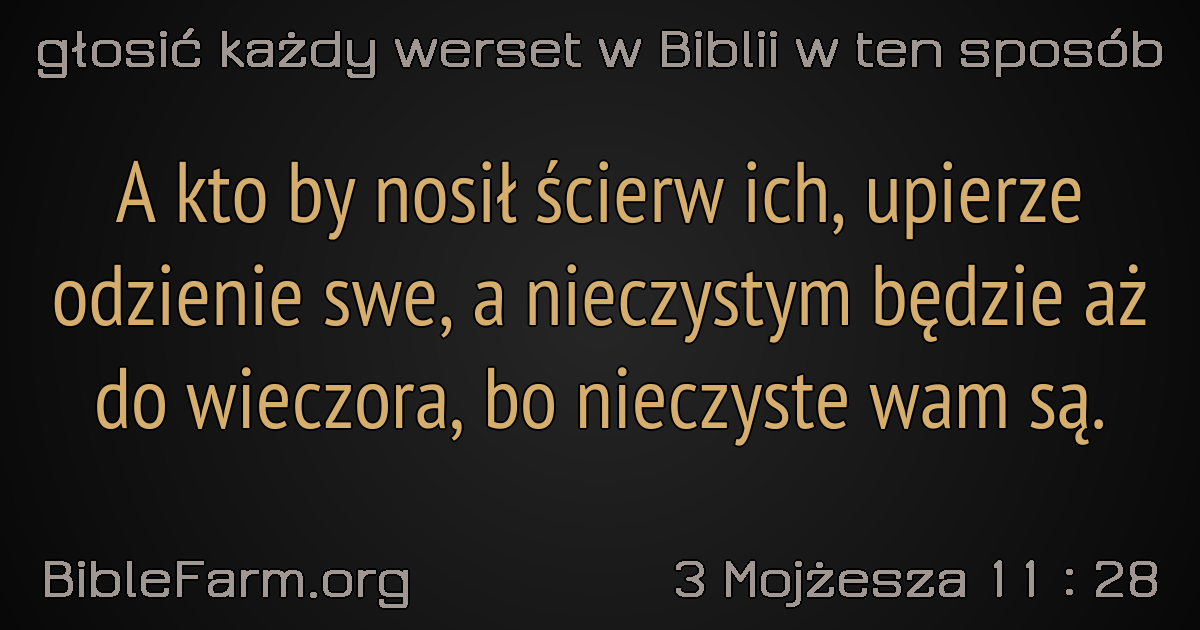 głosić każdy werset w Biblii w ten sposób
A kto by nosił ścierw ich, upierze
odzienie swe, a nieczystym będzie aż
do wieczora, bo nieczyste wam są.
BibleFarm.org
3 Mojżesza 11 : 28